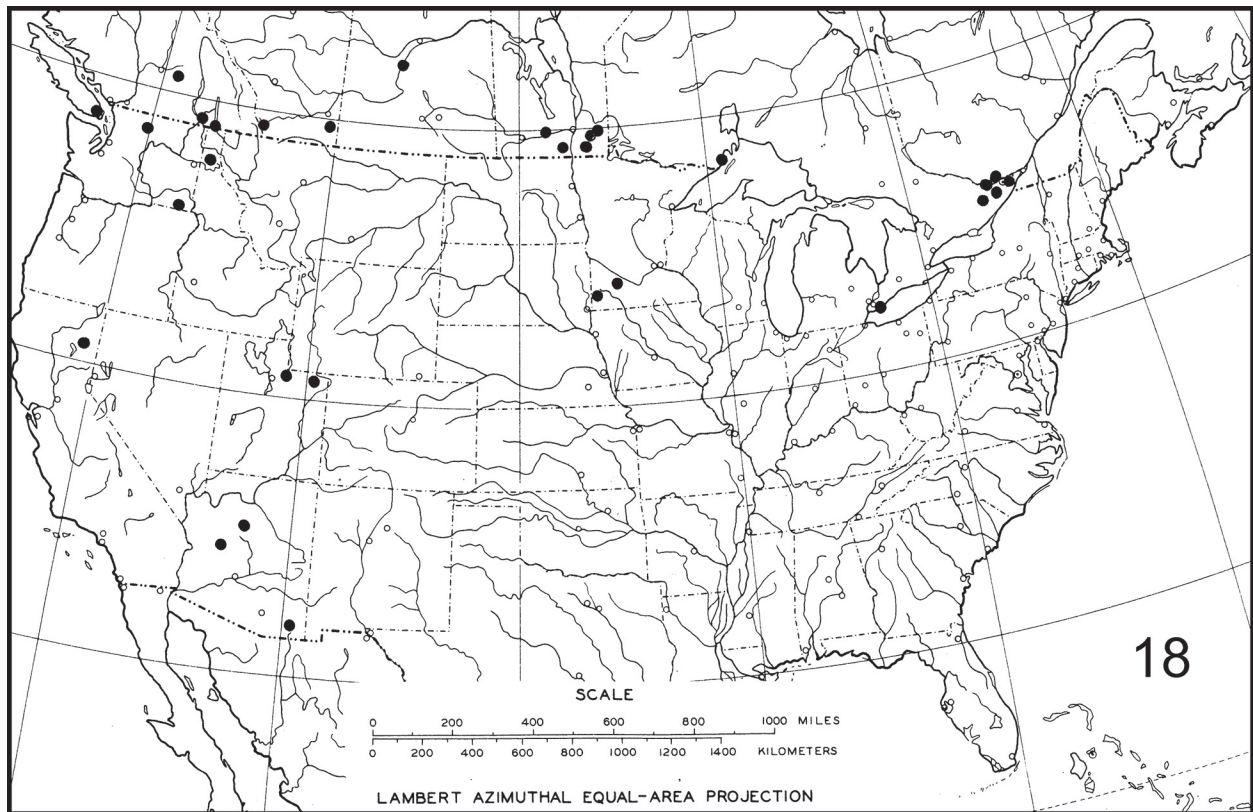 18
SCALE
0 200 400 600 800 1000 MILES
0 200 400 600 800 1000 1200 1400 KILOMETERS
LAMBERT AZIMUTHAL EQUAL-AREA PROJECTION